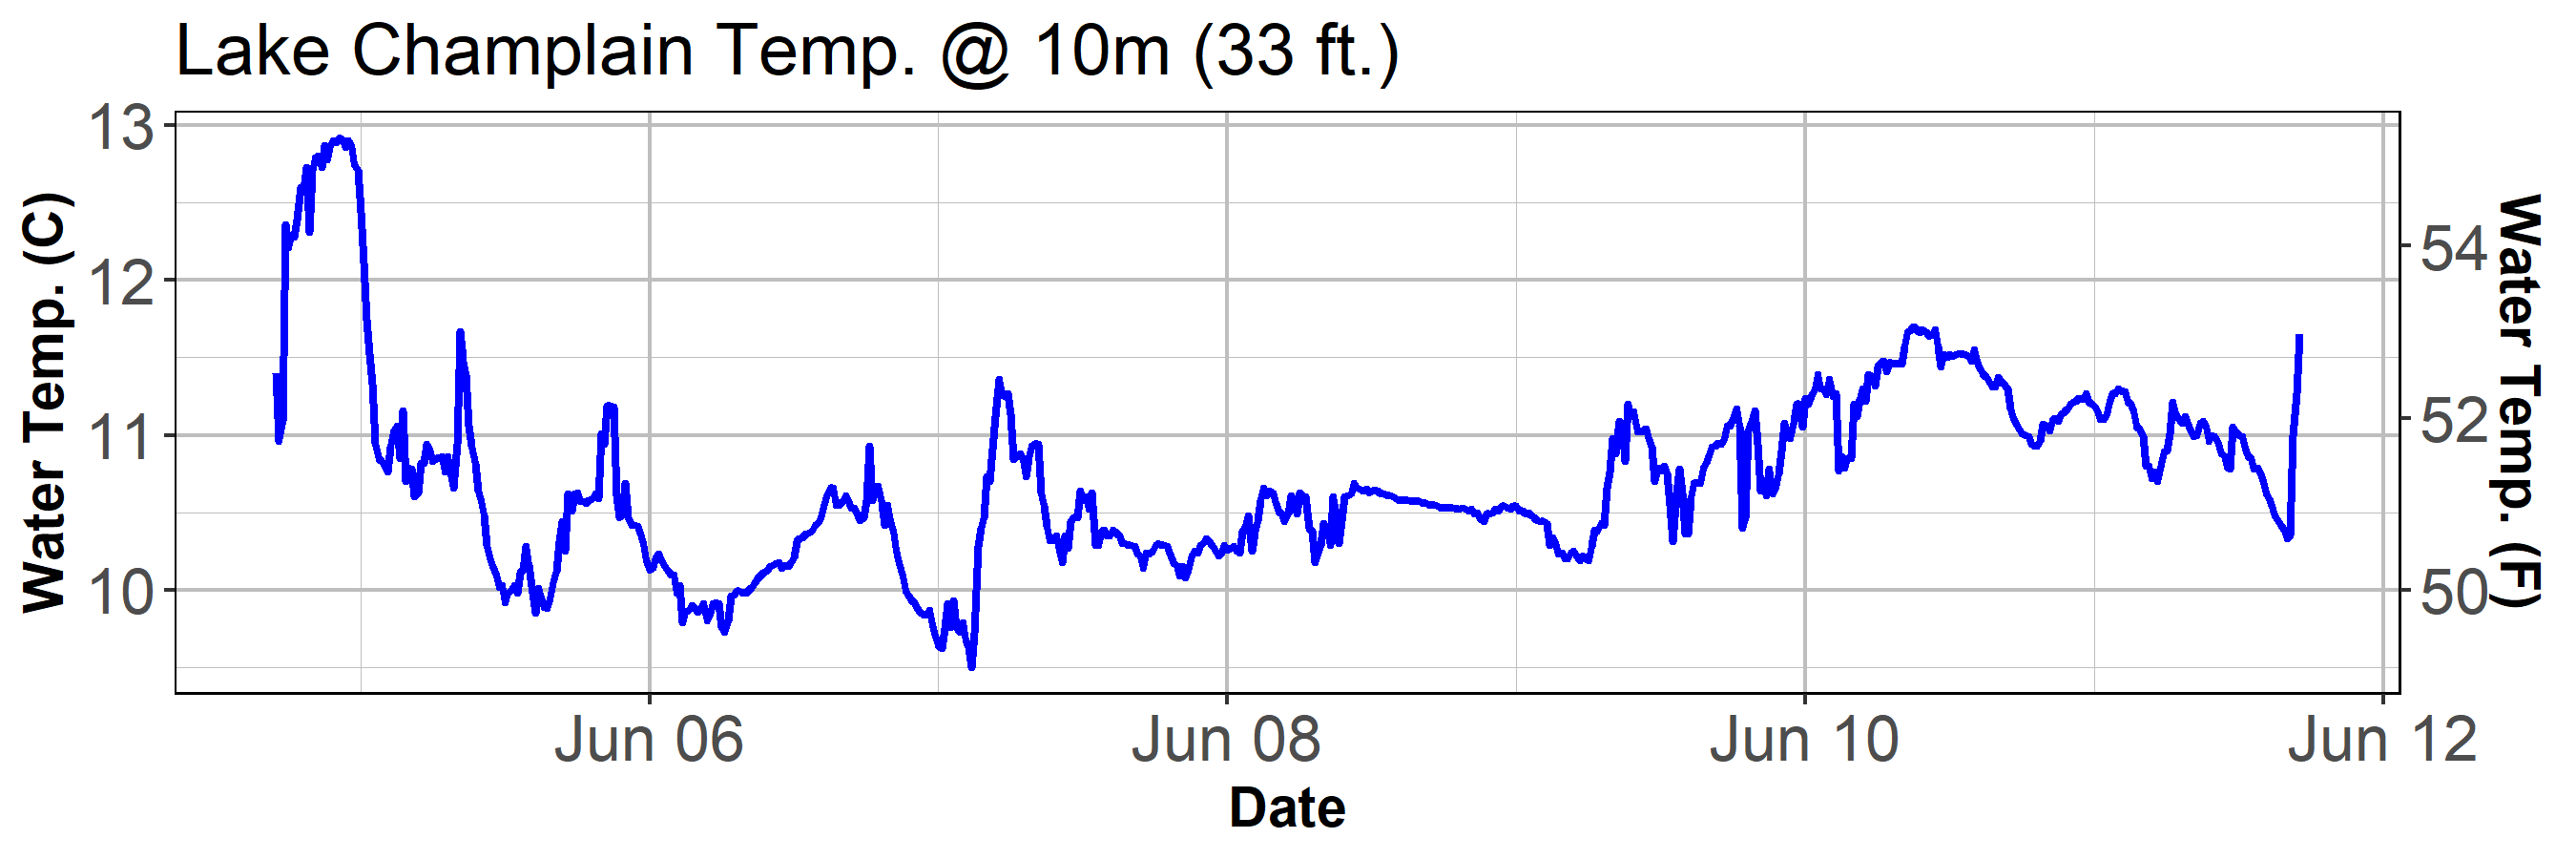 Lake Champlain Temp. @ 10m (33 ft.)
Water Temp. (C)
13
12
11
10
54
52
50
Water Temp. (F)
Jun 06 Jun 08 Jun 10 Jun 12
Date